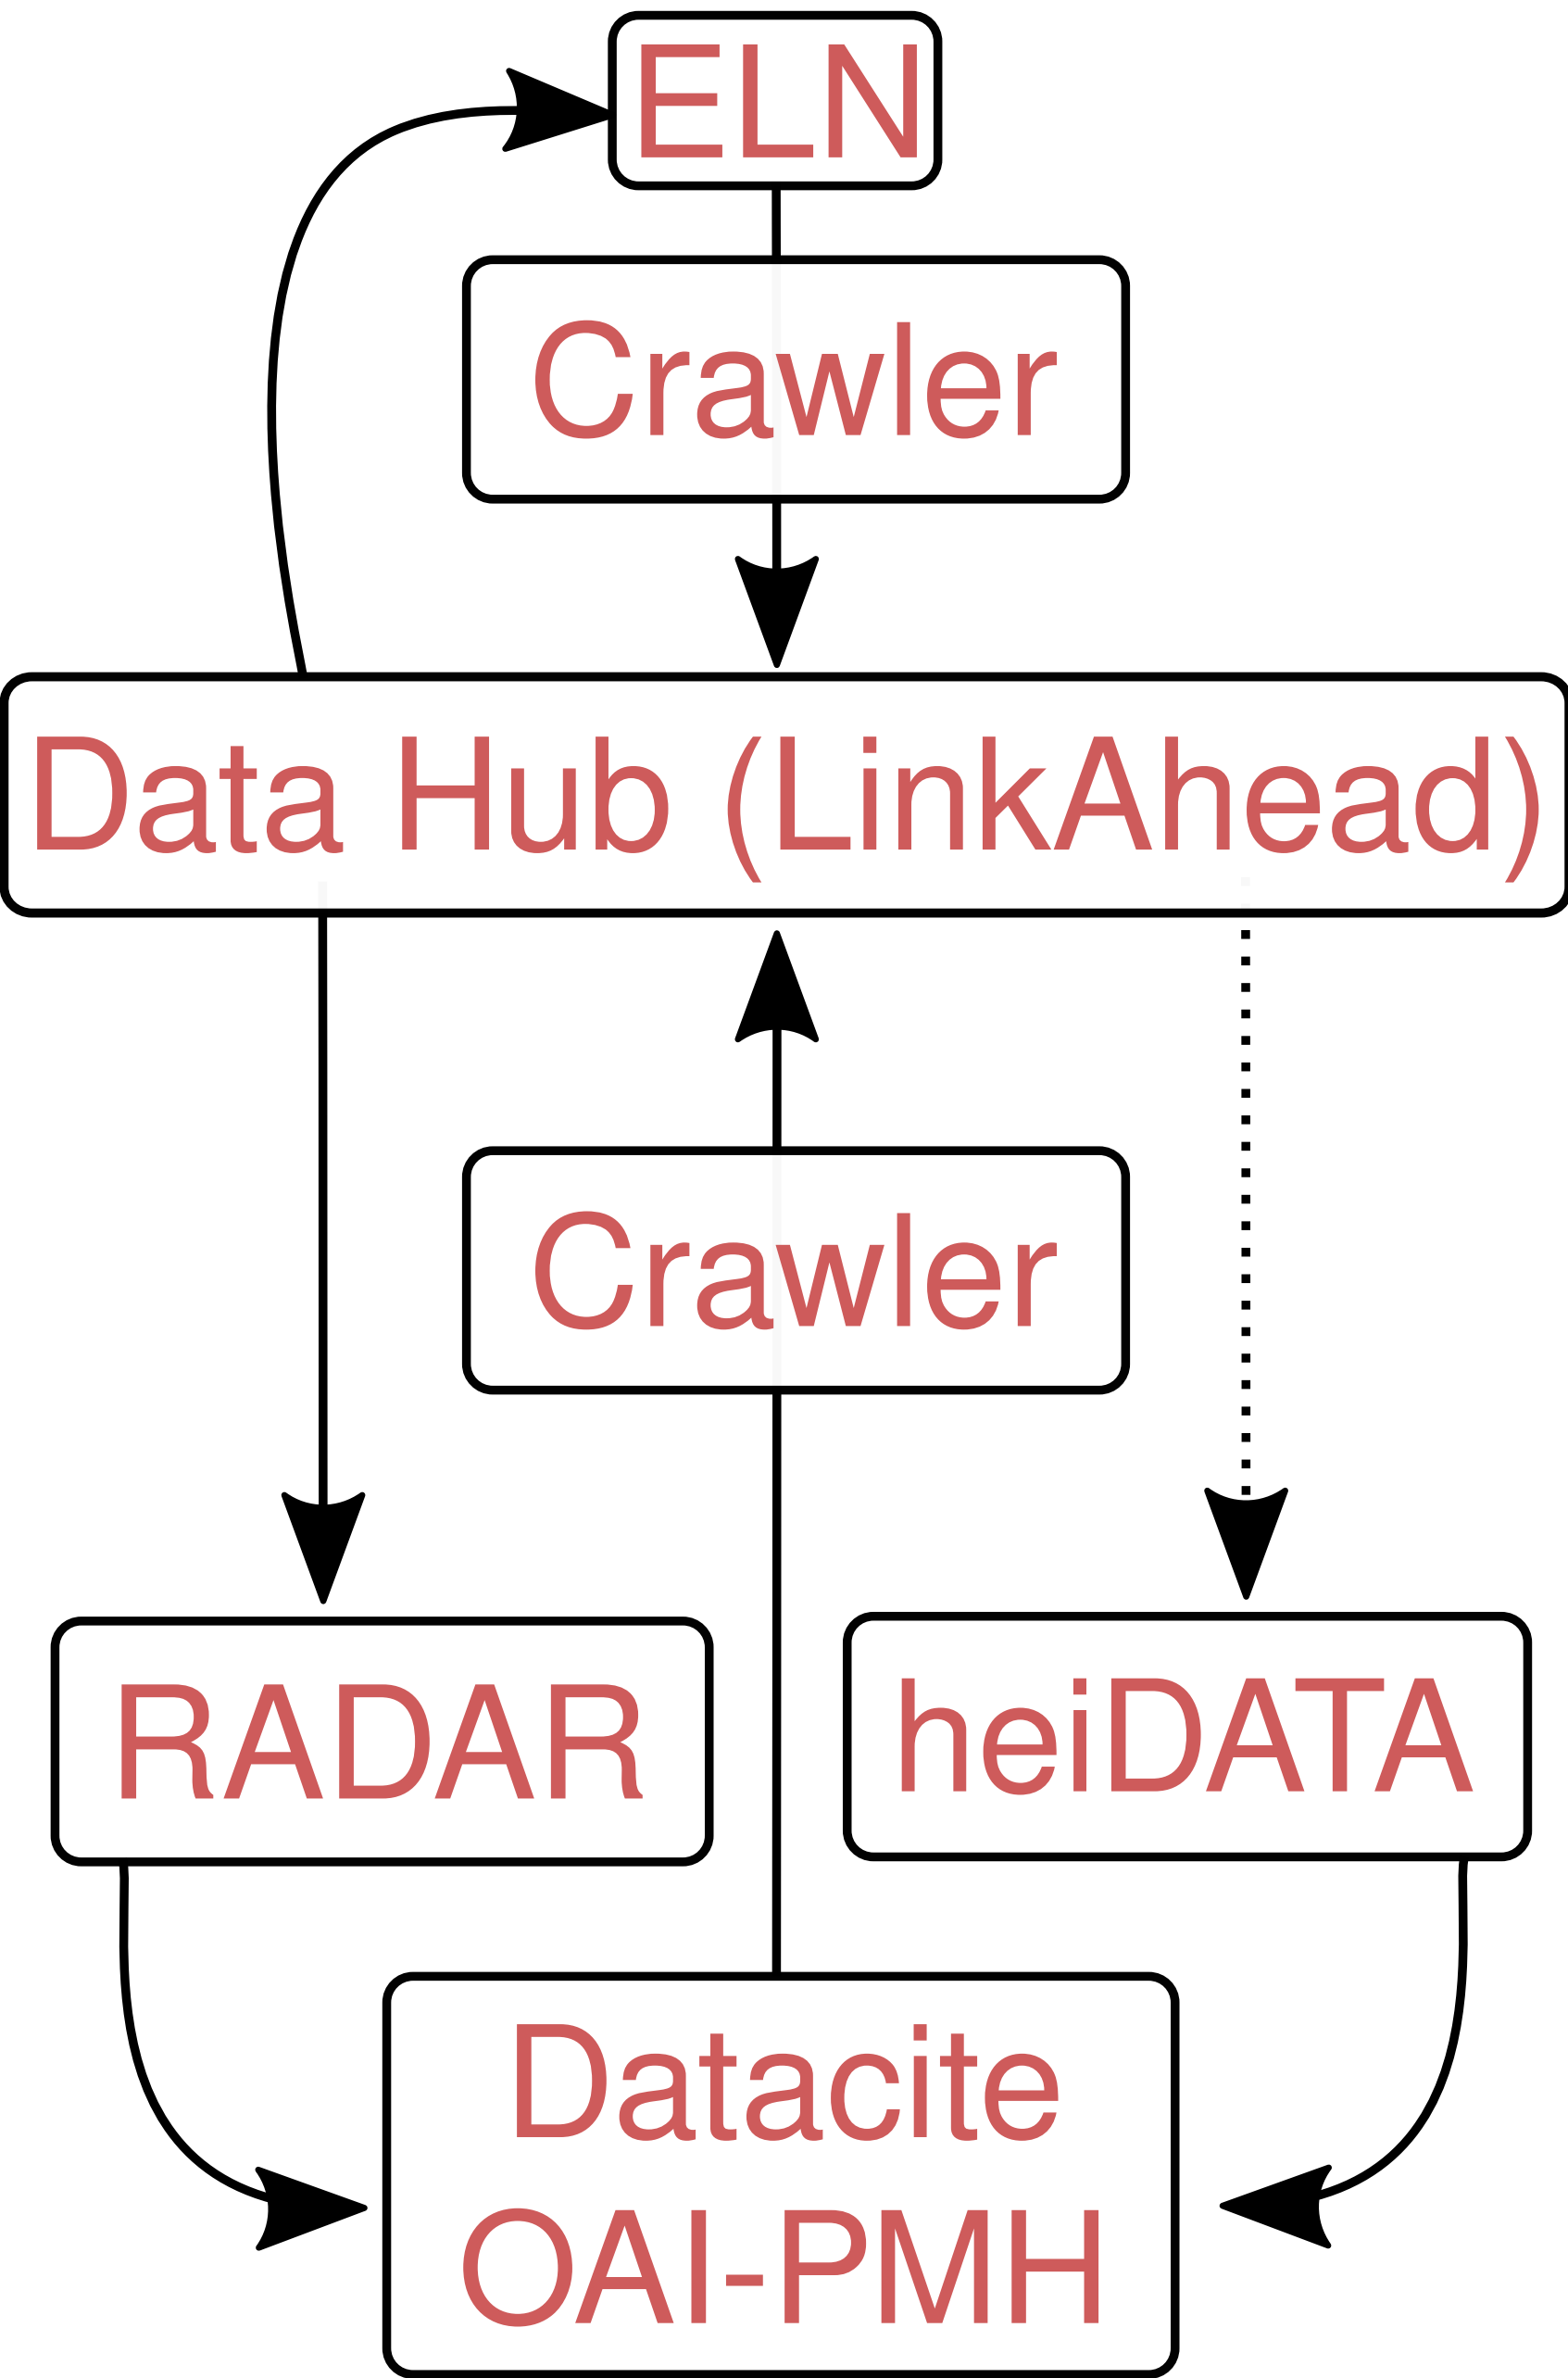 ELN
Crawler
Data Hub (LinkAhead)
Crawler
RADAR
heiDATA
Datacite
OAI-PMH